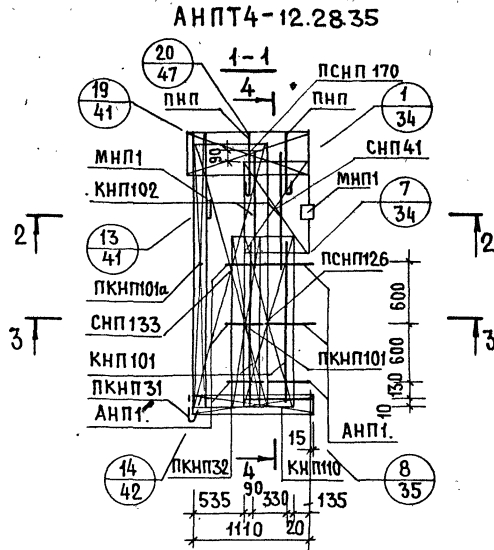 АНПТ4-12.28.35
20
47
1-1
4
ПСНП 170
19
41
ПНП
ПНП
1
34
90
СНП41
МНП1
МНП1
КНП102
7
34
2
2
13
41
ПСНП126
ПКНП101а
600
СНП133
3
3
КНП101
ПКНП101
600
ПКНП31
130
АНП1.
10
15
АНП1.
14
42
ПКНП32
4
КНП110
8
35
90
535
330
135
1110
20